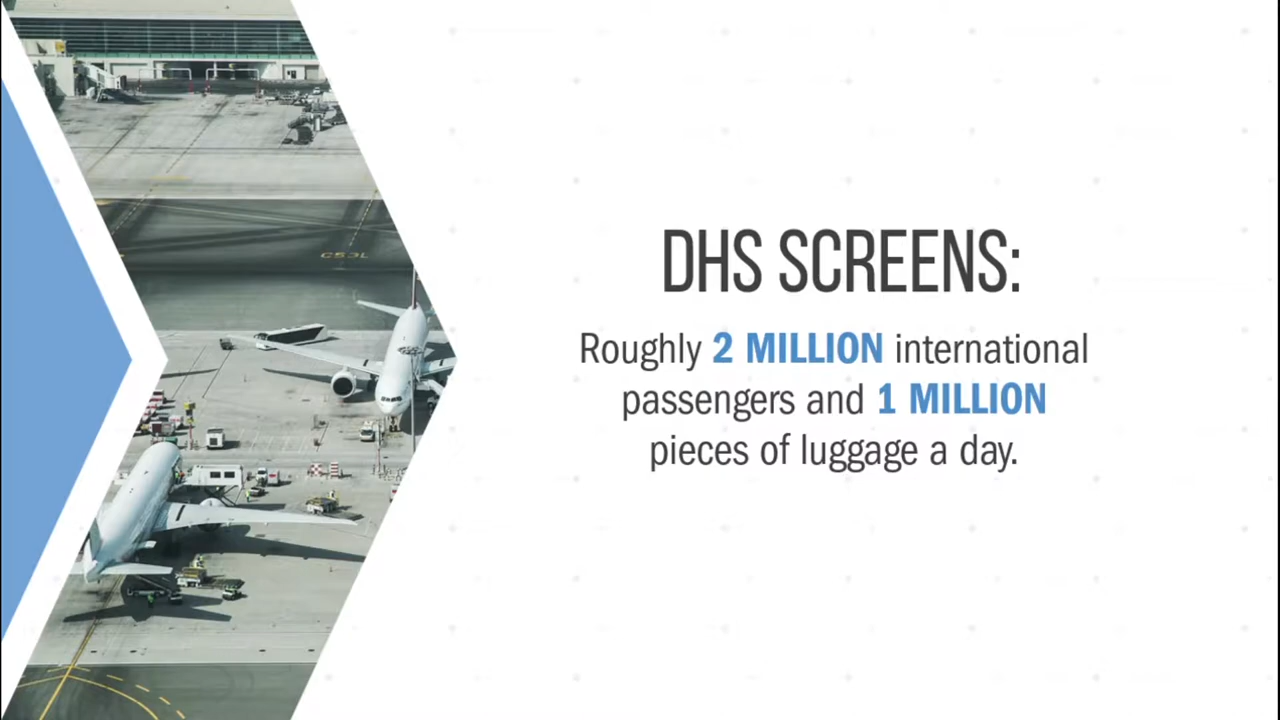 DHS SCREENS:
Roughly 2 MILLION international
passengers and 1 MILLION
pieces of luggage a day.